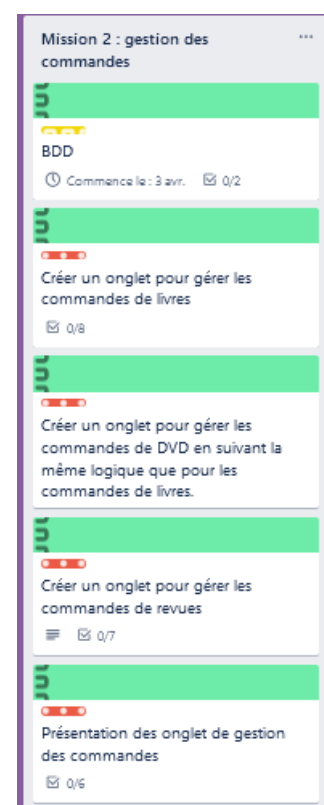 Mission 2 : gestion des
commandes
BDD
Commence le : 3 avr. 0/2
Créer un onglet pour gérer les
commandes de livres
0/8
Créer un onglet pour gérer les
commandes de DVD en suivant la
même logique que pour les
commandes de livres.
Créer un onglet pour gérer les
commandes de revues
0/7
Présentation des onglet de gestion
des commandes
0/6